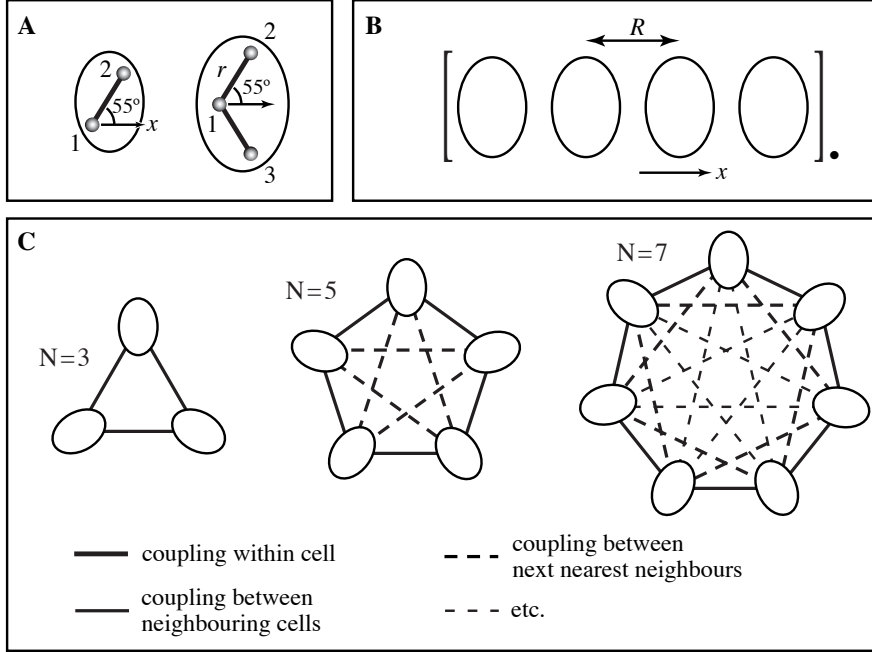 A
2
55º
1
x
2
r
55º
1
3
B
R
x
C
N=3
N=5
N=7
coupling within cell
coupling between
neighbouring cells
coupling between
next nearest neighbours
etc.